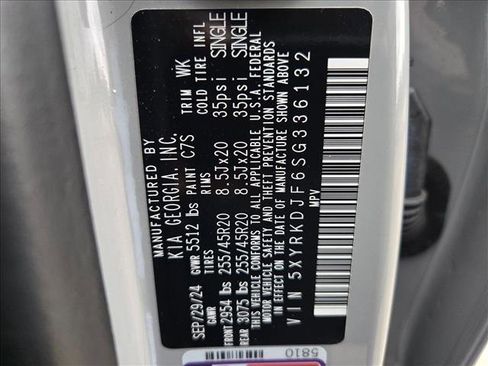 MANUFACTURED BY
KIA GEORGIA, INC.
SEP/29/24 GVWR 5512 lbs PAINT C7S TRIM WK
GAWR TIRES RIMS COLD TIRE INFL
FRONT 2954 lbs 255/45R20 8.5Jx20 35psi SINGLE
REAR 3075 lbs 255/45R20 8.5Jx20 35psi SINGLE
THIS VEHICLE CONFORMS TO ALL APPLICABLE U.S.A. FEDERAL
MOTOR VEHICLE SAFETY AND THEFT PREVENTION STANDARDS
IN EFFECT ON THE DATE OF MANUFACTURE SHOWN ABOVE
VIN 5XYRKDJF6SG336132
MPV
5810